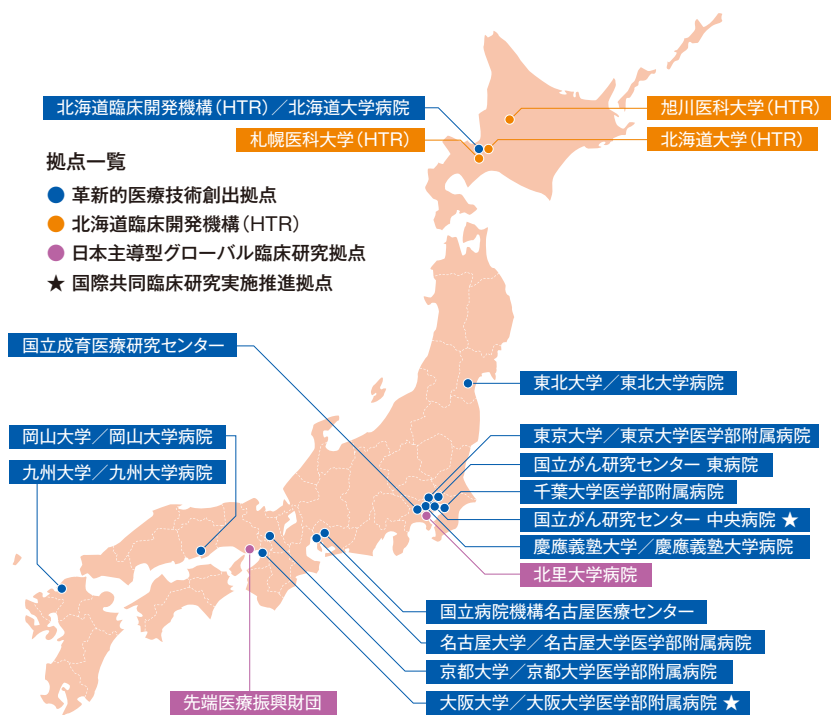 北海道臨床開発機構(HTR)／北海道大学病院
旭川医科大学(HTR)
札幌医科大学(HTR)
北海道大学(HTR)
拠点一覧
革新的医療技術創出拠点
北海道臨床開発機構(HTR)
日本主導型グローバル臨床研究拠点
★ 国際共同臨床研究実施推進拠点
国立成育医療研究センター
東北大学／東北大学病院
岡山大学／岡山大学病院
九州大学／九州大学病院
東京大学／東京大学医学部附属病院
国立がん研究センター 東病院
千葉大学医学部附属病院
国立がん研究センター 中央病院 ★
慶應義塾大学／慶應義塾大学病院
北里大学病院
国立病院機構名古屋医療センター
名古屋大学／名古屋大学医学部附属病院
京都大学／京都大学医学部附属病院
先端医療振興財団
大阪大学／大阪大学医学部附属病院 ★